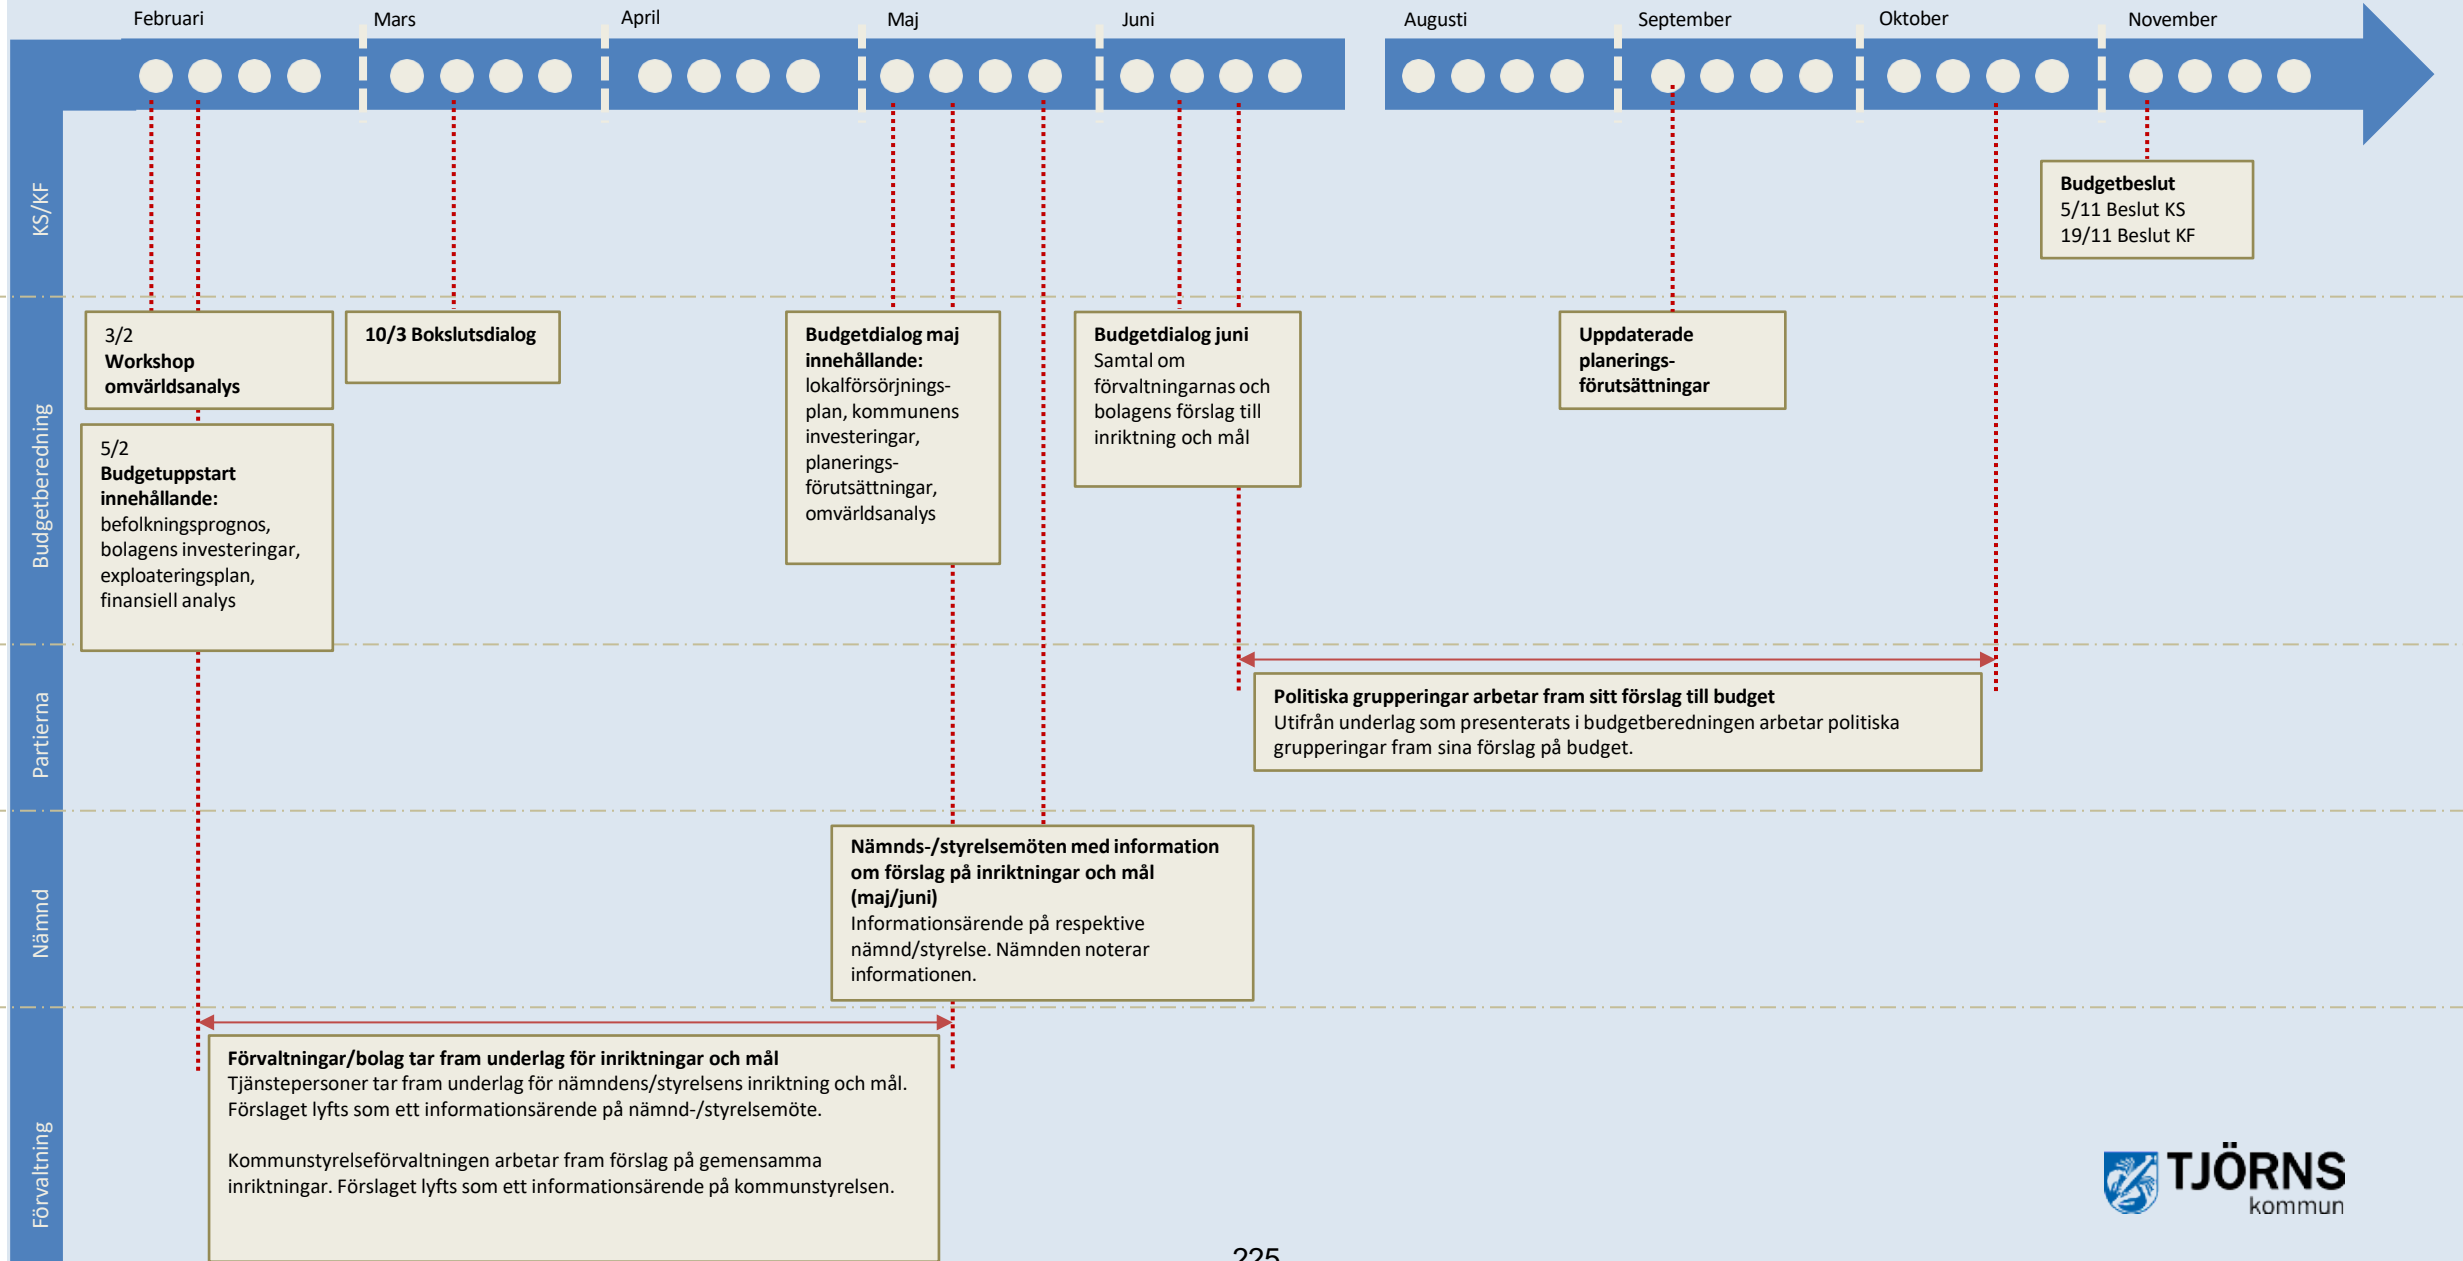 Februari
Mars
April
Maj
Juni
Augusti
September
Oktober
November
KS/KF
Budgetbeslut
5/11 Beslut KS
19/11 Beslut KF
Budgetberedning
3/2
Workshop
omvärldsanalys
5/2
Budgetuppstart
innehållande:
befolkningsprognos,
bolagens investeringar,
exploateringsplan,
finansiell analys
10/3 Bokslutsdialog
Budgetdialog maj
innehållande:
lokalförsörjnings-
plan, kommunens
investeringar,
planerings-
förutsättningar,
omvärldsanalys
Budgetdialog juni
Samtal om
förvaltningarnas och
bolagens förslag till
inriktning och mål
Uppdaterade
planerings-
förutsättningar
Partierna
Politiska grupperingar arbetar fram sitt förslag till budget
Utifrån underlag som presenterats i budgetberedningen arbetar politiska
grupperingar fram sina förslag på budget.
Nämnd
Nämnds-/styrelsemöten med information
om förslag på inriktningar och mål
(maj/juni)
Informationsärende på respektive
nämnd/styrelse. Nämnden noterar
informationen.
Förvaltning
Förvaltningar/bolag tar fram underlag för inriktningar och mål
Tjänstepersoner tar fram underlag för nämndens/styrelsens inriktning och mål.
Förslaget lyfts som ett informationsärende på nämnd-/styrelsemöte.
Kommunstyrelseförvaltningen arbetar fram förslag på gemensamma
inriktningar. Förslaget lyfts som ett informationsärende på kommunstyrelsen.
TJÖRNS
kommun
225